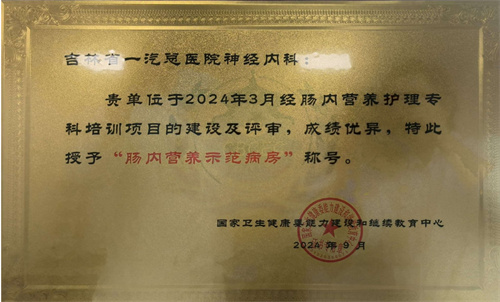 吉林省一汽总医院神经内科：
贵单位于2024年3月经肠内营养护理专
科培训项目的建设及评审，成绩优异，特此
授予“肠内营养示范病房”称号。
国家卫生健康委能力建设和继续教育中心
2024 年 9 月